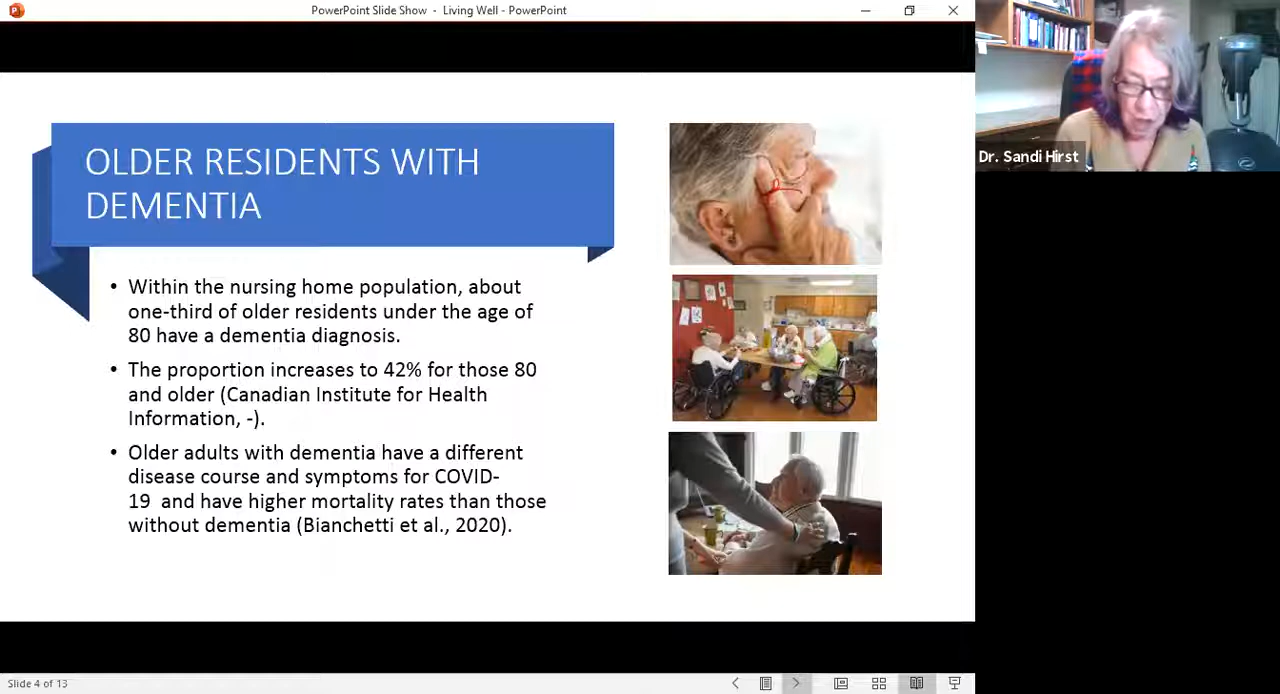 PowerPoint Slide Show - Living Well - PowerPoint
Dr. Sandi Hirst
OLDER RESIDENTS WITH
DEMENTIA
• Within the nursing home population, about
one-third of older residents under the age of
80 have a dementia diagnosis.
• The proportion increases to 42% for those 80
and older (Canadian Institute for Health
Information, -).
• Older adults with dementia have a different
disease course and symptoms for COVID-
19 and have higher mortality rates than those
without dementia (Bianchetti et al., 2020).
Slide 4 of 13